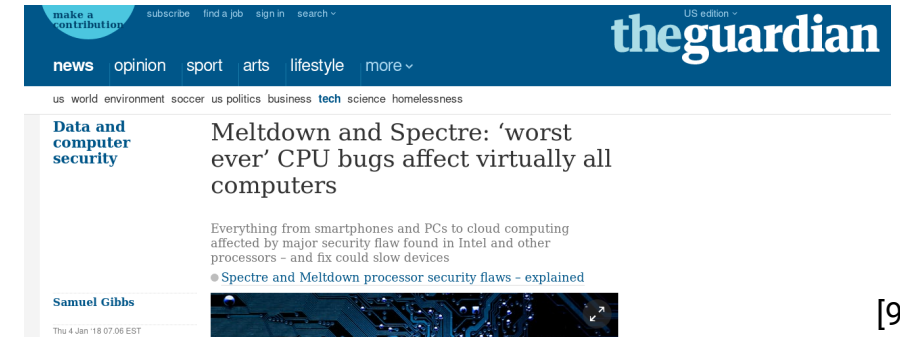 make a
contribution
subscribe find a job sign in search
US edition
theguardian
news opinion sport arts lifestyle more
us world environment soccer us politics business tech science homelessness
Data and
computer
security
Meltdown and Spectre: ‘worst
ever’ CPU bugs affect virtually all
computers
Everything from smartphones and PCs to cloud computing
affected by major security flaw found in Intel and other
processors – and fix could slow devices
Spectre and Meltdown processor security flaws – explained
Samuel Gibbs
Thu 4 Jan ‘18 07.06 EST
[9